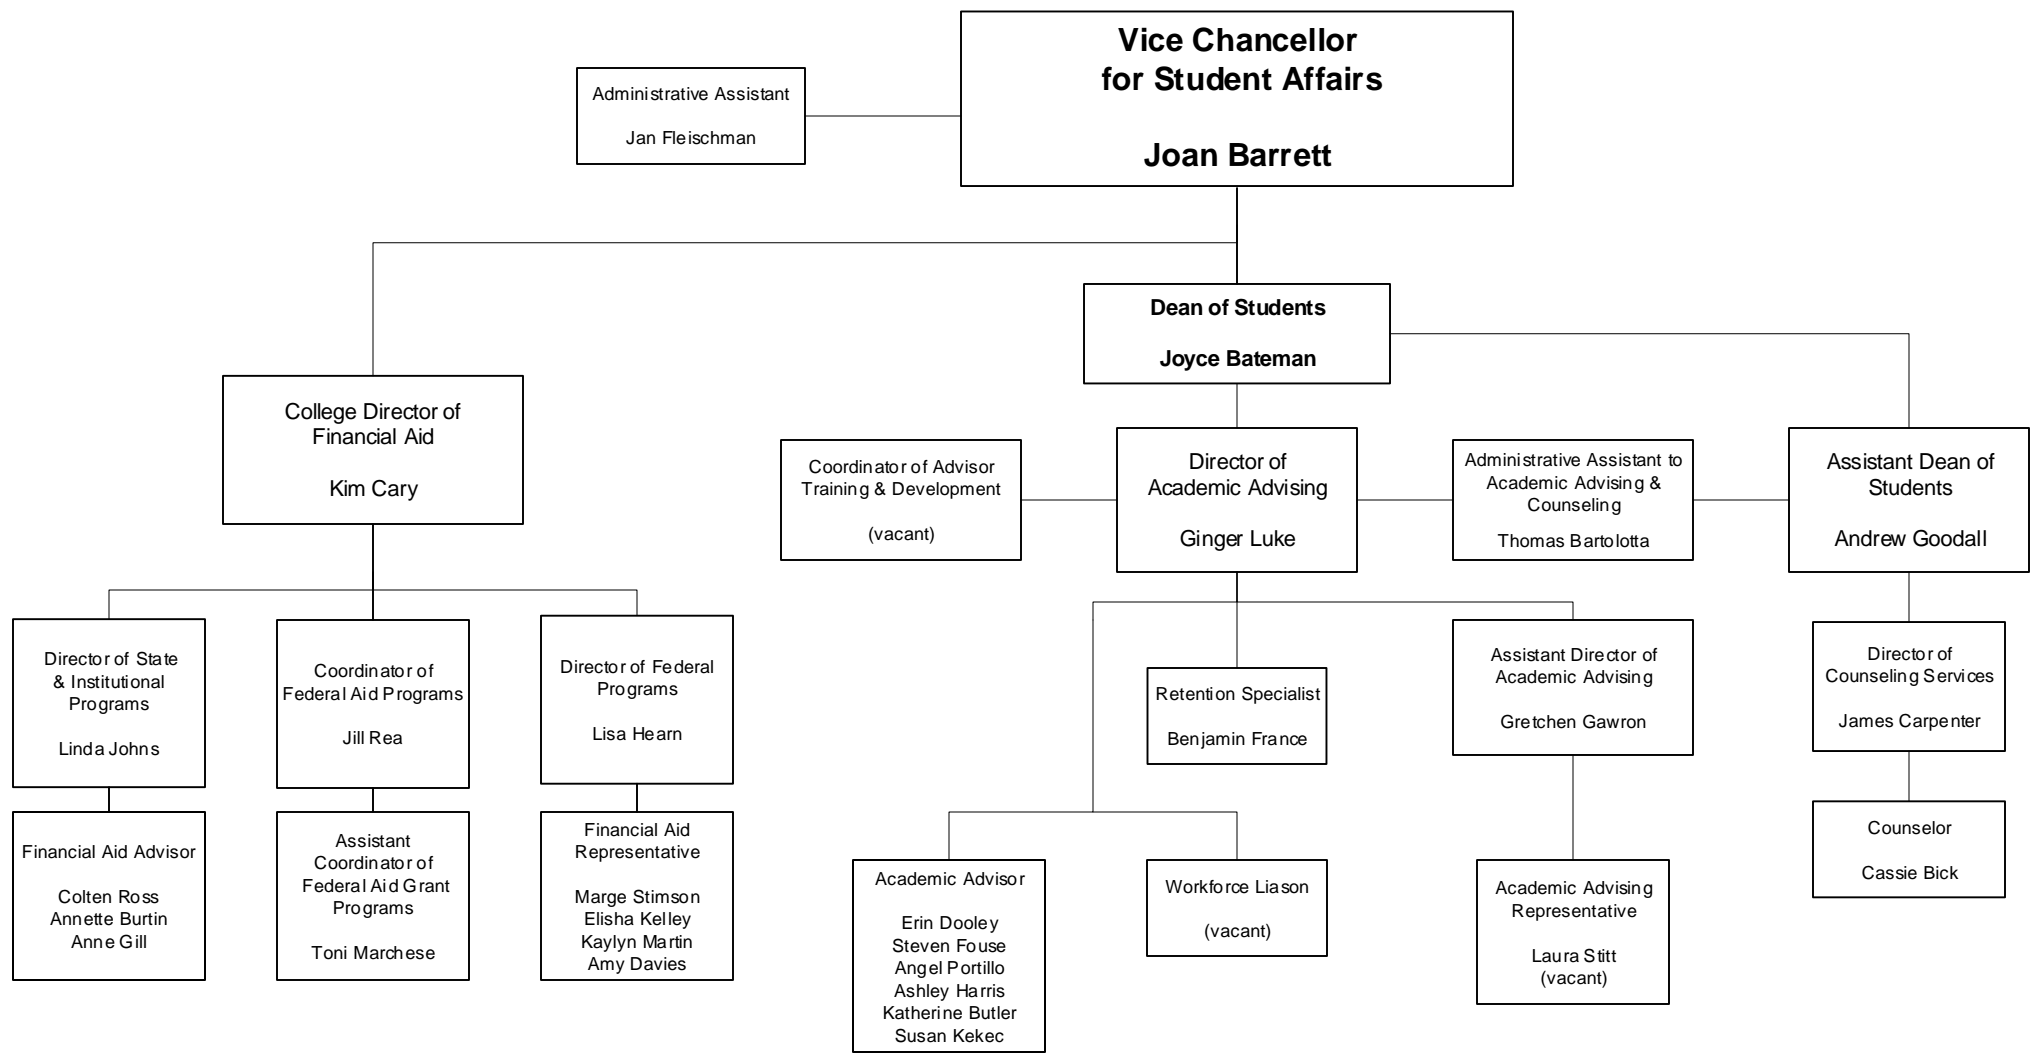 Vice Chancellor
for Student Affairs
Joan Barrett
Administrative Assistant
Jan Fleischman
Dean of Students
Joyce Bateman
College Director of
Financial Aid
Kim Cary
Coordinator of Advisor
Training & Development
(vacant)
Director of
Academic Advising
Ginger Luke
Administrative Assistant to
Academic Advising &
Counseling
Thomas Bartolotta
Assistant Dean of
Students
Andrew Goodall
Director of State
& Institutional
Programs
Linda Johns
Coordinator of
Federal Aid Programs
Jill Rea
Director of Federal
Programs
Lisa Hearn
Retention Specialist
Benjamin France
Assistant Director of
Academic Advising
Gretchen Gawron
Director of
Counseling Services
James Carpenter
Financial Aid Advisor
Colten Ross
Annette Burtin
Anne Gill
Assistant
Coordinator of
Federal Aid Grant
Programs
Toni Marchese
Financial Aid
Representative
Marge Stimson
Elisha Kelley
Kaylyn Martin
Amy Davies
Academic Advisor
Erin Dooley
Steven Fouse
Angel Portillo
Ashley Harris
Katherine Butler
Susan Kekec
Workforce Liason
(vacant)
Academic Advising
Representative
Laura Stitt
(vacant)
Counselor
Cassie Bick